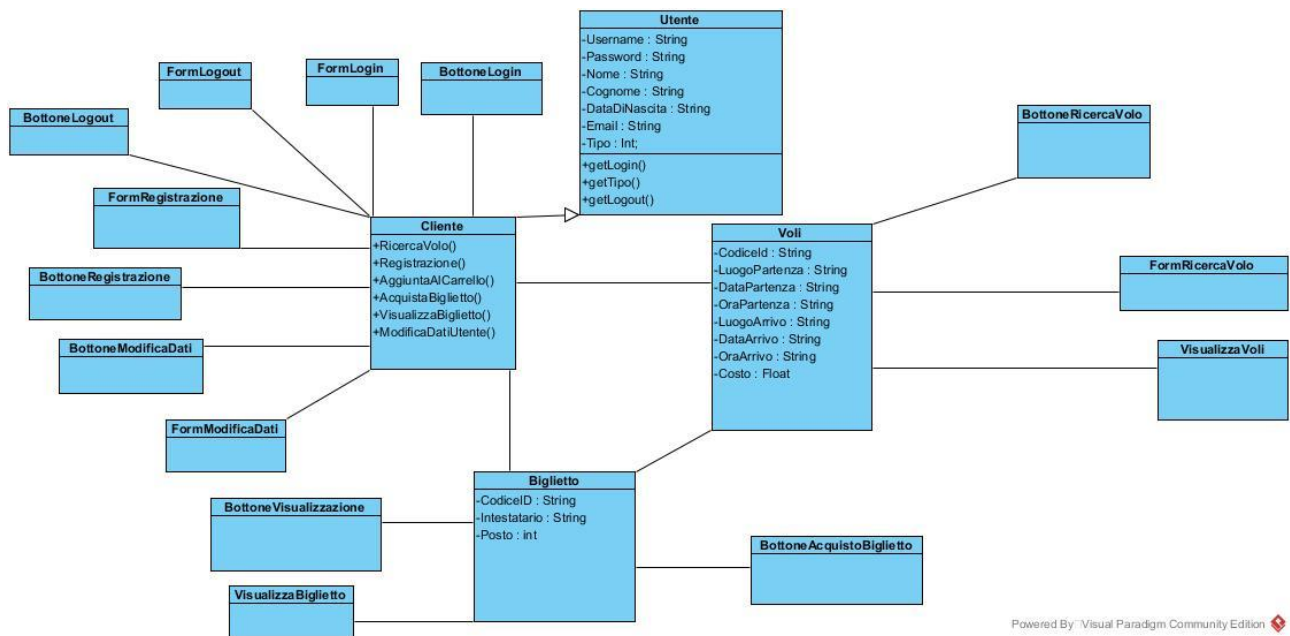 Utente
-Username : String
-Password : String
-Nome : String
-Cognome : String
-DataDiNascita : String
-Email : String
-Tipo : Int;
+getLogin()
+getTipo()
+getLogout()
FormLogout
FormLogin
BottoneLogin
BottoneLogout
BottoneRicercaVolo
FormRegistrazione
Cliente
+RicercaVolo()
+Registrazione()
+AggiuntaAlCarrello()
+AcquistaBiglietto()
+VisualizzaBiglietto()
+ModificaDatiUtente()
Voli
-CodiceId : String
-LuogoPartenza : String
-DataPartenza : String
-OraPartenza : String
-LuogoArrivo : String
-DataArrivo : String
-OraArrivo : String
-Costo : Float
FormRicercaVolo
BottoneRegistrazione
BottoneModificaDati
VisualizzaVoli
FormModificaDati
Biglietto
-CodiceID : String
-Intestatario : String
-Posto : int
BottoneVisualizzazione
BottoneAcquistoBiglietto
VisualizzaBiglietto
Powered By Visual Paradigm Community Edition